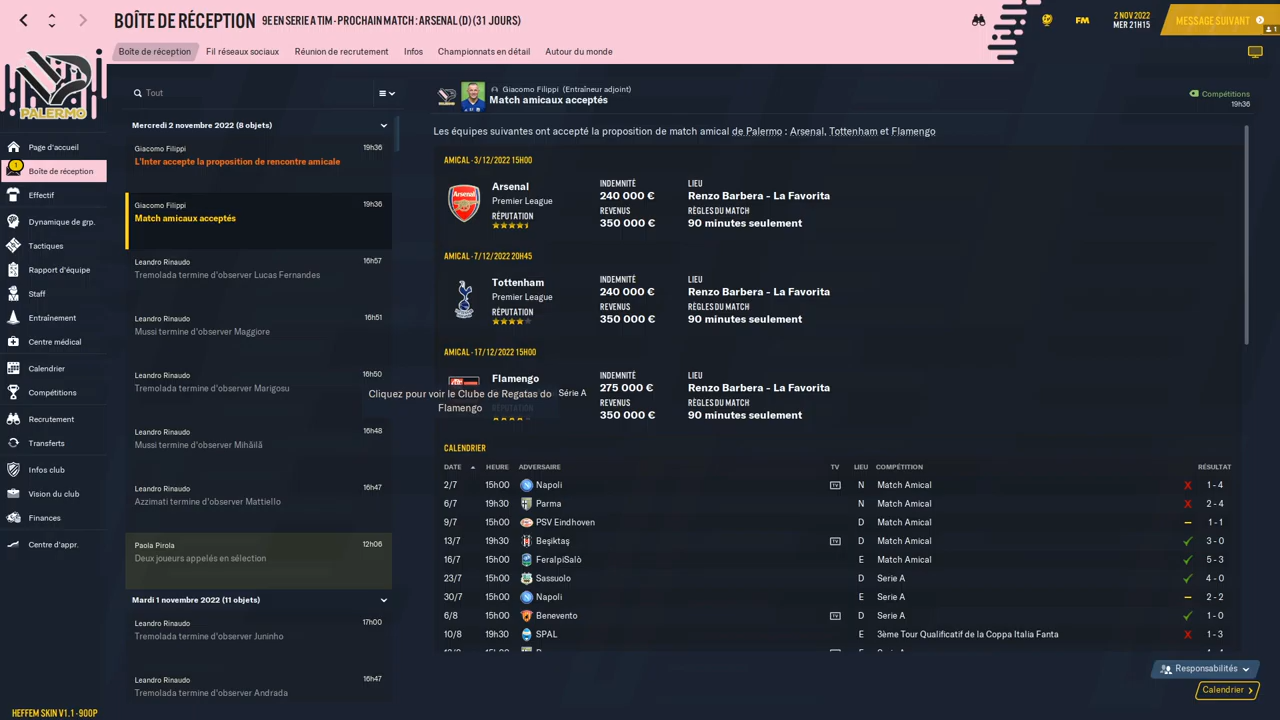 BOÎTE DE RÉCEPTION 9E EN SERIE A TIM - PROCHAIN MATCH : ARSENAL (D) (31 JOURS)
FM
2 NOV 2022
MER 21H15
MESSAGE SUIVANT
1
Boîte de réception Fil réseaux sociaux Réunion de recrutement Infos Championnats en détail Autour du monde
PALERMO
Page d'accueil
1
Boîte de réception
Effectif
Dynamique de grp.
Tactiques
Rapport d'équipe
Staff
Entraînement
Centre médical
Calendrier
Compétitions
Recrutement
Transferts
Infos club
Vision du club
Finances
Centre d'appr.
HEFFEM SKIN V1.1 - 900P
Tout
Mercredi 2 novembre 2022 (8 objets)
Giacomo Filippi 19h36
L'Inter accepte la proposition de rencontre amicale
Giacomo Filippi 19h36
Match amicaux acceptés
Leandro Rinaudo 16h57
Tremolada termine d'observer Lucas Fernandes
Leandro Rinaudo 16h51
Mussi termine d'observer Maggiore
Leandro Rinaudo 16h50
Tremolada termine d'observer Marigosu
Leandro Rinaudo 16h48
Mussi termine d'observer Mihăilă
Leandro Rinaudo 16h47
Azzimati termine d'observer Mattiello
Paola Pirola 12h06
Deux joueurs appelés en sélection
Mardi 1 novembre 2022 (11 objets)
Leandro Rinaudo 17h00
Tremolada termine d'observer Juninho
Leandro Rinaudo 16h47
Tremolada termine d'observer Andrada
Giacomo Filippi (Entraîneur adjoint)
Match amicaux acceptés
Compétitions
19h36
Les équipes suivantes ont accepté la proposition de match amical de Palermo : Arsenal, Tottenham et Flamengo
AMICAL - 3/12/2022 15H00
Arsenal
Premier League
RÉPUTATION
INDEMNITÉ
240 000 €
REVENUS
350 000 €
LIEU
Renzo Barbera - La Favorita
RÈGLES DU MATCH
90 minutes seulement
AMICAL - 7/12/2022 20H45
Tottenham
Premier League
RÉPUTATION
INDEMNITÉ
240 000 €
REVENUS
350 000 €
LIEU
Renzo Barbera - La Favorita
RÈGLES DU MATCH
90 minutes seulement
AMICAL - 17/12/2022 15H00
Flamengo
Série A
INDEMNITÉ
275 000 €
REVENUS
350 000 €
LIEU
Renzo Barbera - La Favorita
RÈGLES DU MATCH
90 minutes seulement
Cliquez pour voir le Clube de Regatas do
Flamengo
CALENDRIER
DATE HEURE ADVERSAIRE TV LIEU COMPÉTITION RÉSULTAT
2/7 15h00 Napoli TV N Match Amical 1 - 4
6/7 19h30 Parma N Match Amical 2 - 4
9/7 15h00 PSV Eindhoven D Match Amical 1 - 1
13/7 19h30 Beşiktaş TV D Match Amical 3 - 0
16/7 15h00 FeralpiSalò E Match Amical 5 - 3
23/7 15h00 Sassuolo D Serie A 4 - 0
30/7 15h00 Napoli E Serie A 2 - 2
6/8 15h00 Benevento TV D Serie A 1 - 0
10/8 19h30 SPAL E 3ème Tour Qualificatif de la Coppa Italia Fanta 1 - 3
Responsabilités
Calendrier